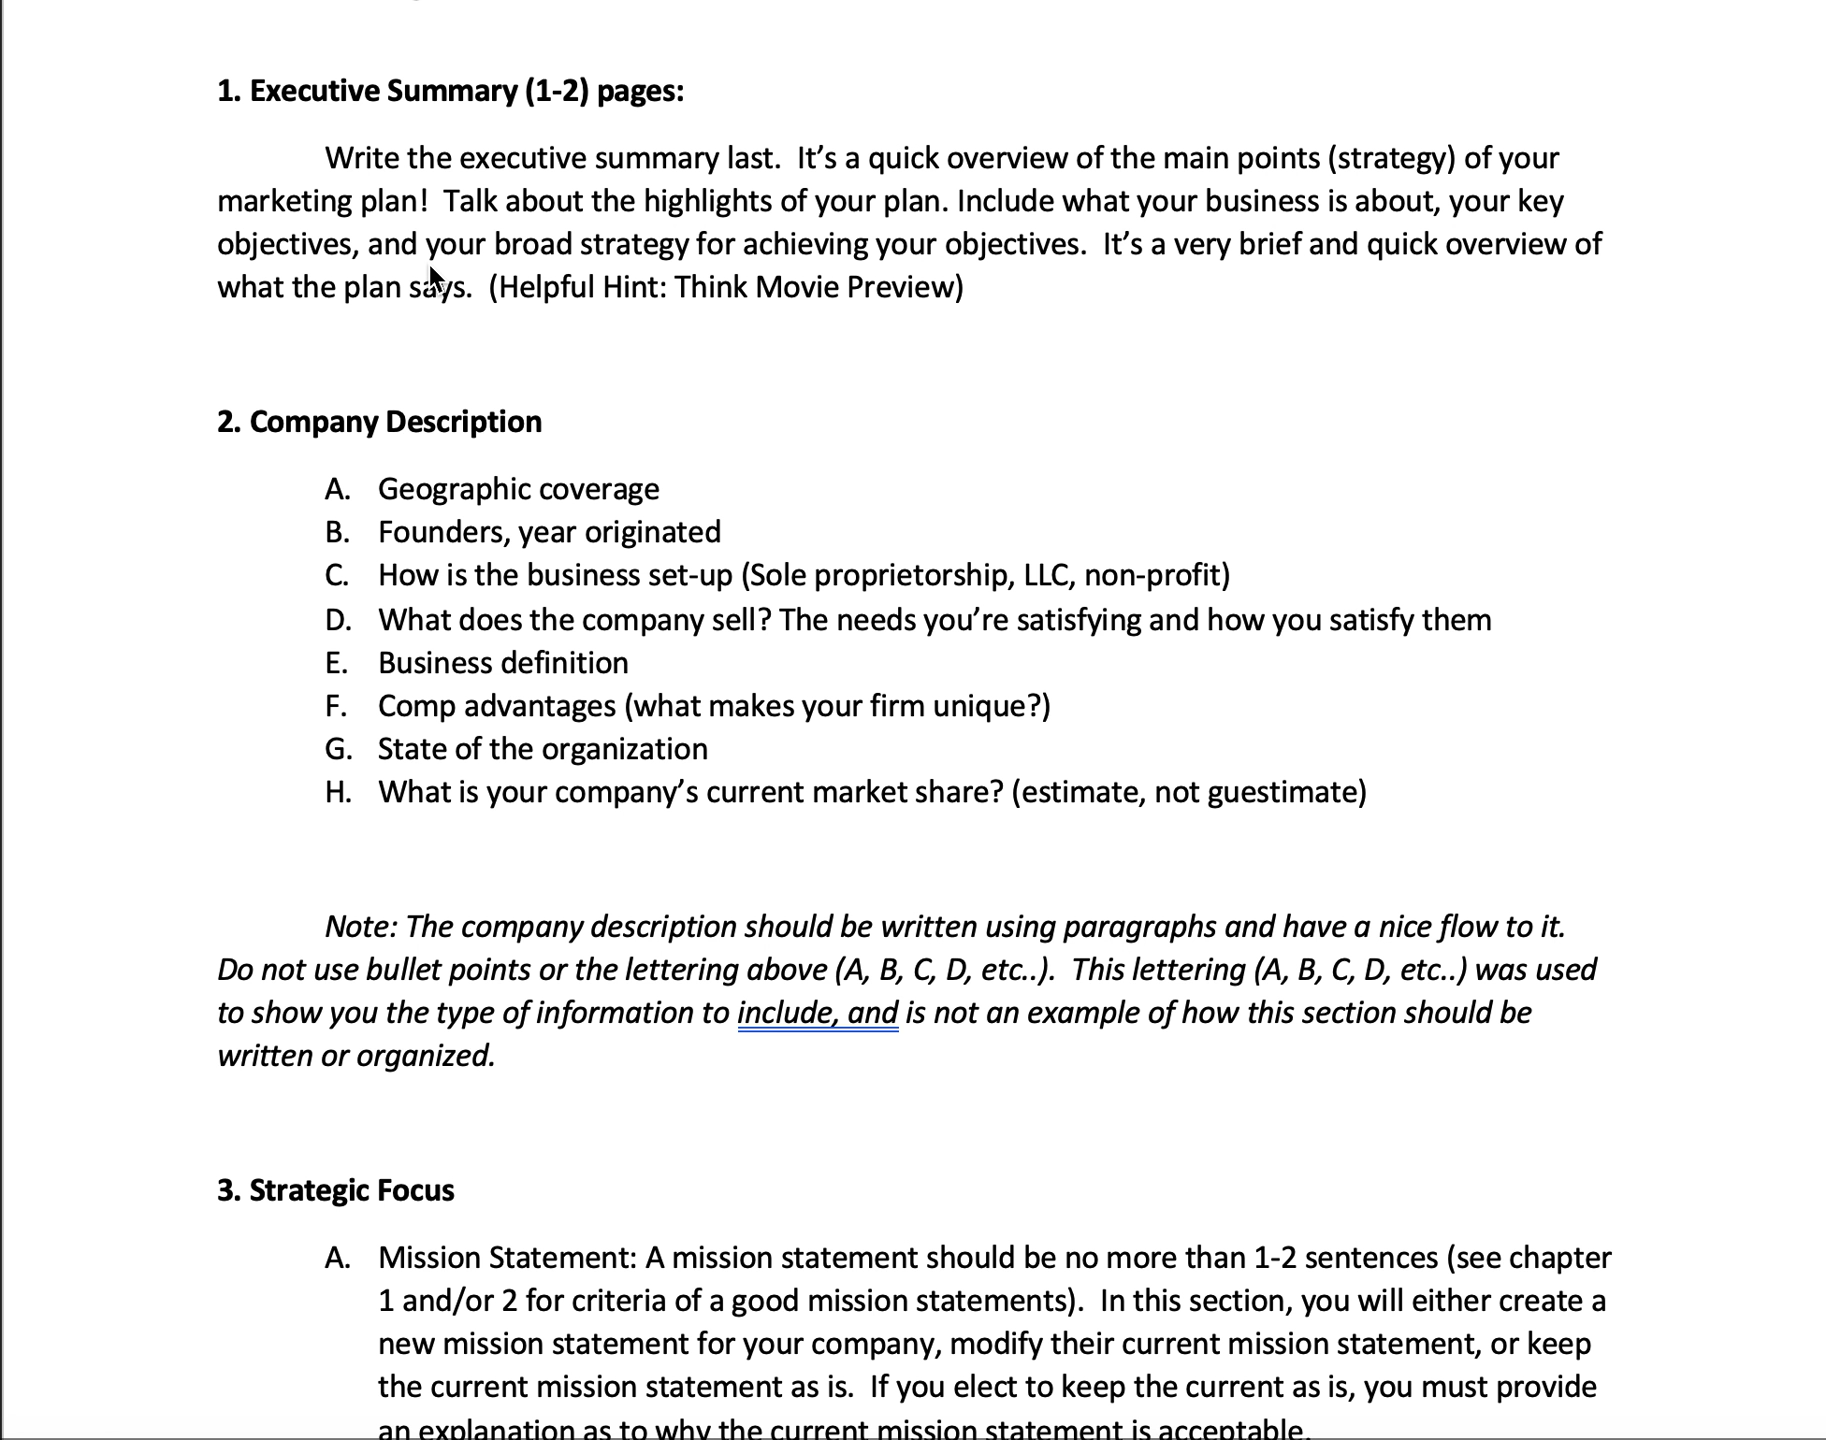 1. Executive Summary (1-2) pages:
Write the executive summary last.  It’s a quick overview of the main points (strategy) of your
marketing plan!  Talk about the highlights of your plan. Include what your business is about, your key
objectives, and your broad strategy for achieving your objectives.  It’s a very brief and quick overview of
what the plan says.  (Helpful Hint: Think Movie Preview)
2. Company Description
A. Geographic coverage
B. Founders, year originated
C. How is the business set-up (Sole proprietorship, LLC, non-profit)
D. What does the company sell? The needs you’re satisfying and how you satisfy them
E. Business definition
F. Comp advantages (what makes your firm unique?)
G. State of the organization
H. What is your company’s current market share? (estimate, not guestimate)
Note: The company description should be written using paragraphs and have a nice flow to it.
Do not use bullet points or the lettering above (A, B, C, D, etc..).  This lettering (A, B, C, D, etc..) was used
to show you the type of information to include, and is not an example of how this section should be
written or organized.
3. Strategic Focus
A. Mission Statement: A mission statement should be no more than 1-2 sentences (see chapter
1 and/or 2 for criteria of a good mission statements).  In this section, you will either create a
new mission statement for your company, modify their current mission statement, or keep
the current mission statement as is.  If you elect to keep the current as is, you must provide
an explanation as to why the current mission statement is acceptable.